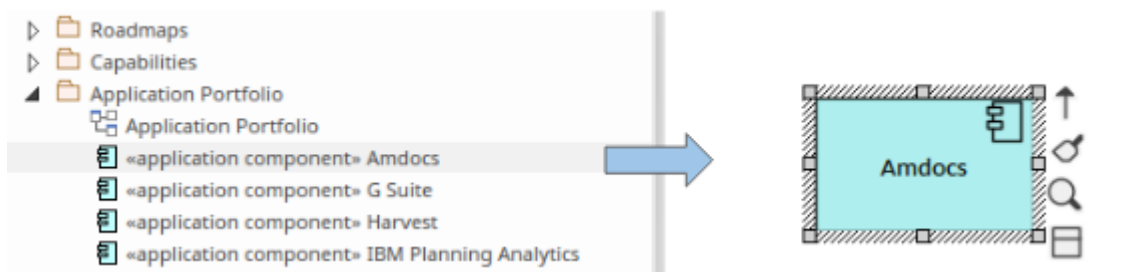 Roadmaps
Capabilities
Application Portfolio
Application Portfolio
«application component» Amdocs
«application component» G Suite
«application component» Harvest
«application component» IBM Planning Analytics
Amdocs